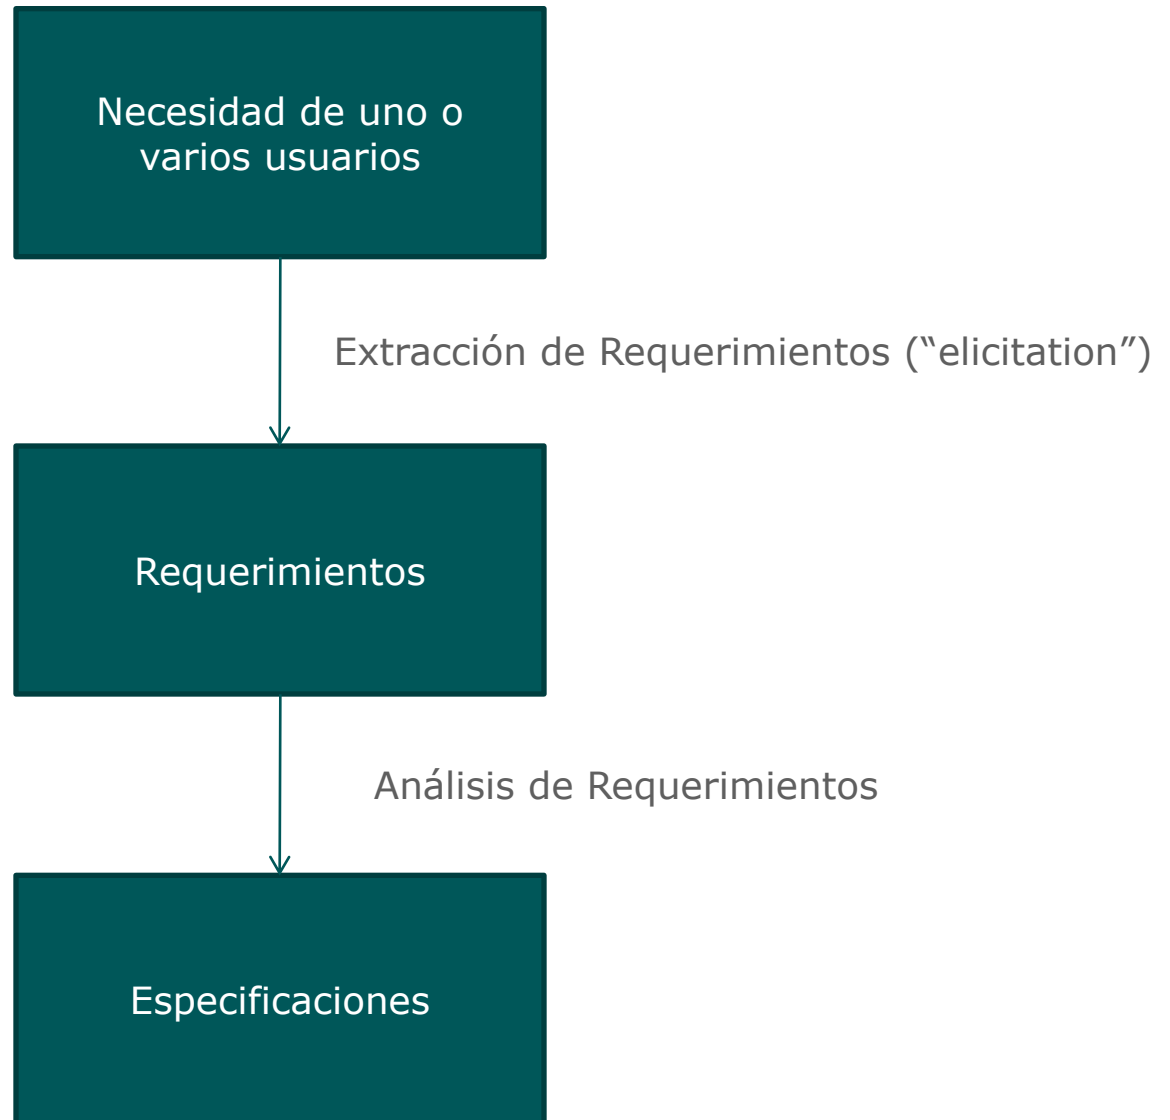 Necesidad de uno o
varios usuarios
Extracción de Requerimientos (“elicitation”)
Requerimientos
Análisis de Requerimientos
Especificaciones